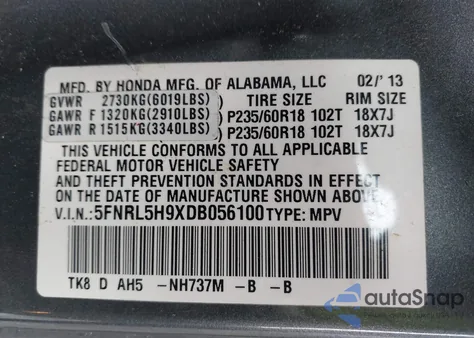 MFD. BY HONDA MFG. OF ALABAMA, LLC 02/'13
GVWR 2730KG(6019LBS) TIRE SIZE RIM SIZE
GAWR F 1320KG(2910LBS) P235/60R18 102T 18X7J
GAWR R 1515KG(3340LBS) P235/60R18 102T 18X7J
THIS VEHICLE CONFORMS TO ALL APPLICABLE
FEDERAL MOTOR VEHICLE SAFETY
AND THEFT PREVENTION STANDARDS IN EFFECT
ON THE DATE OF MANUFACTURE SHOWN ABOVE.
V.I.N.: 5FNRL5H9XDB056100 TYPE: MPV
TK8 D AH5 -NH737M -B -B
autoSnap